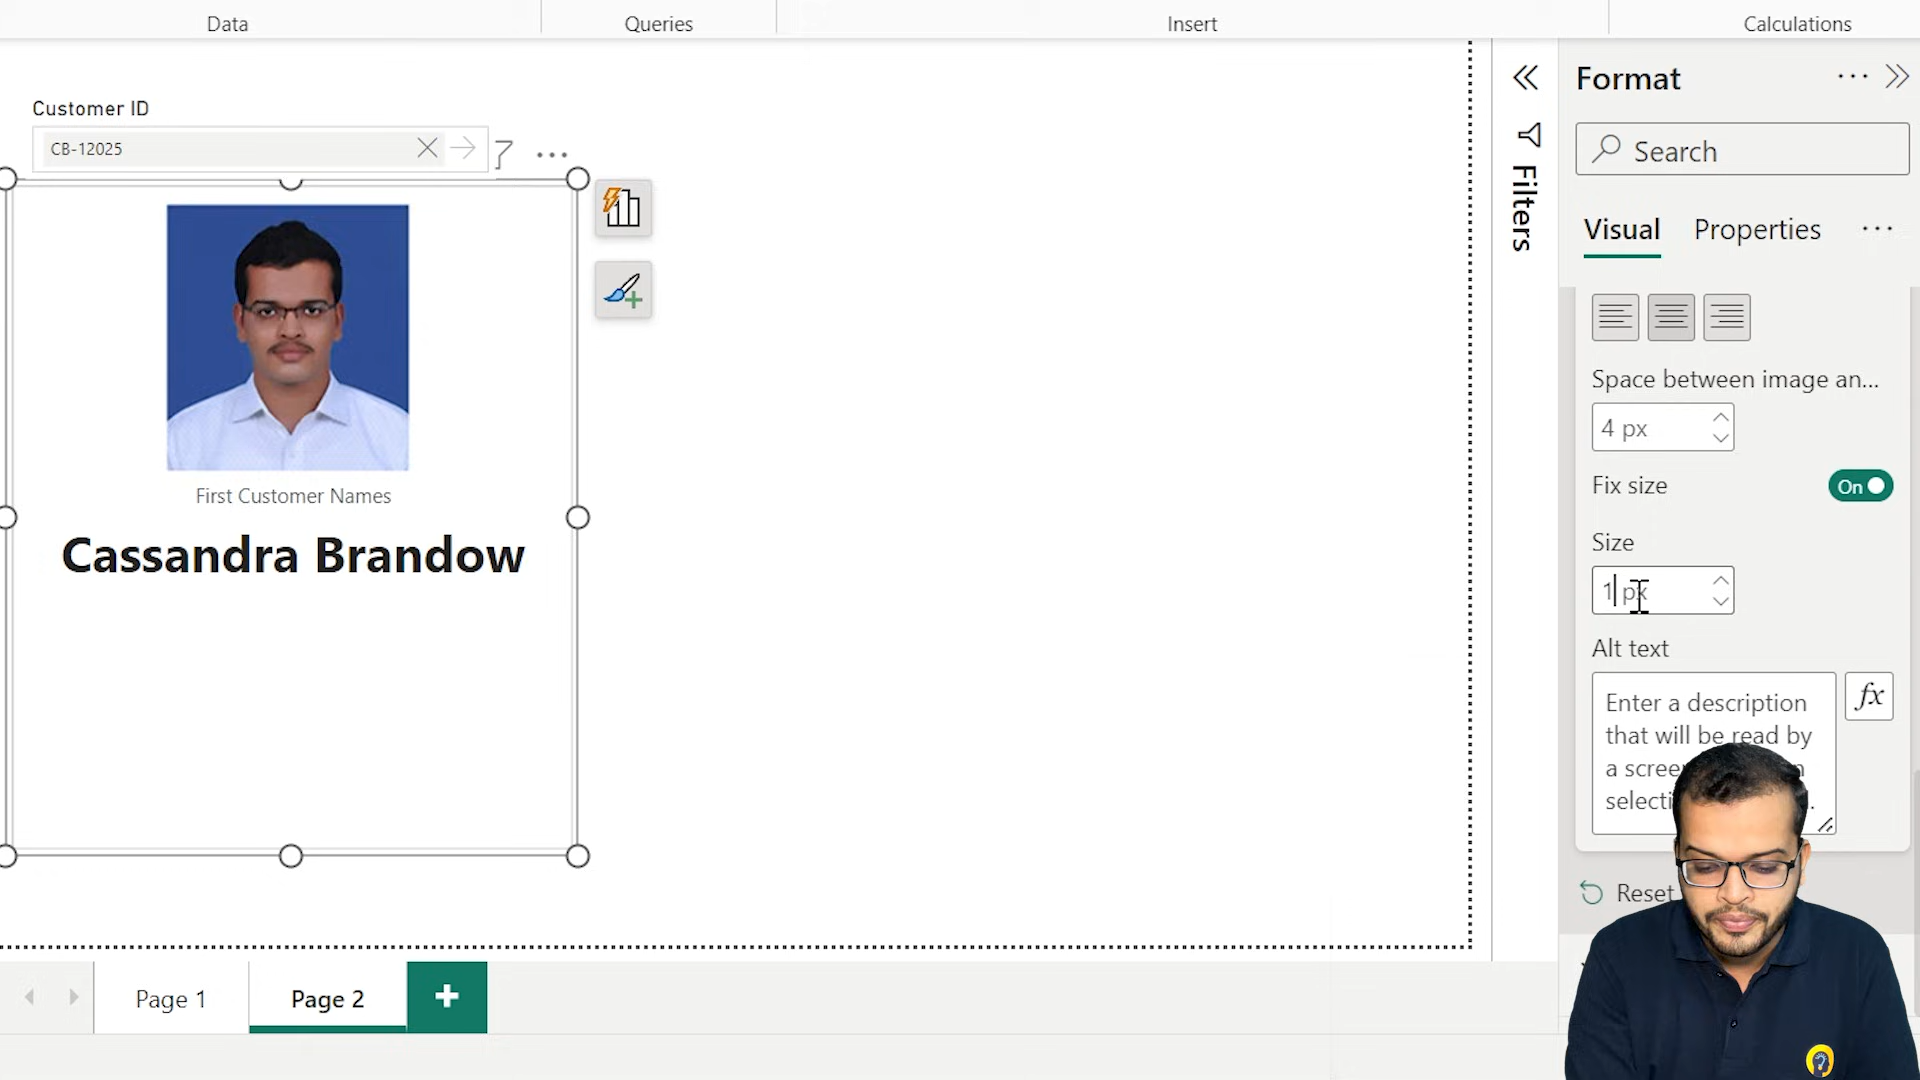 Data
Queries
Insert
Calculations
Customer ID
CB-12025
First Customer Names
Cassandra Brandow
Filters
Format
Search
Visual
Properties
Space between image an...
4 px
Fix size
On
Size
1 px
Alt text
Enter a description
that will be read by
a scree
selecti
Reset
Page 1
Page 2